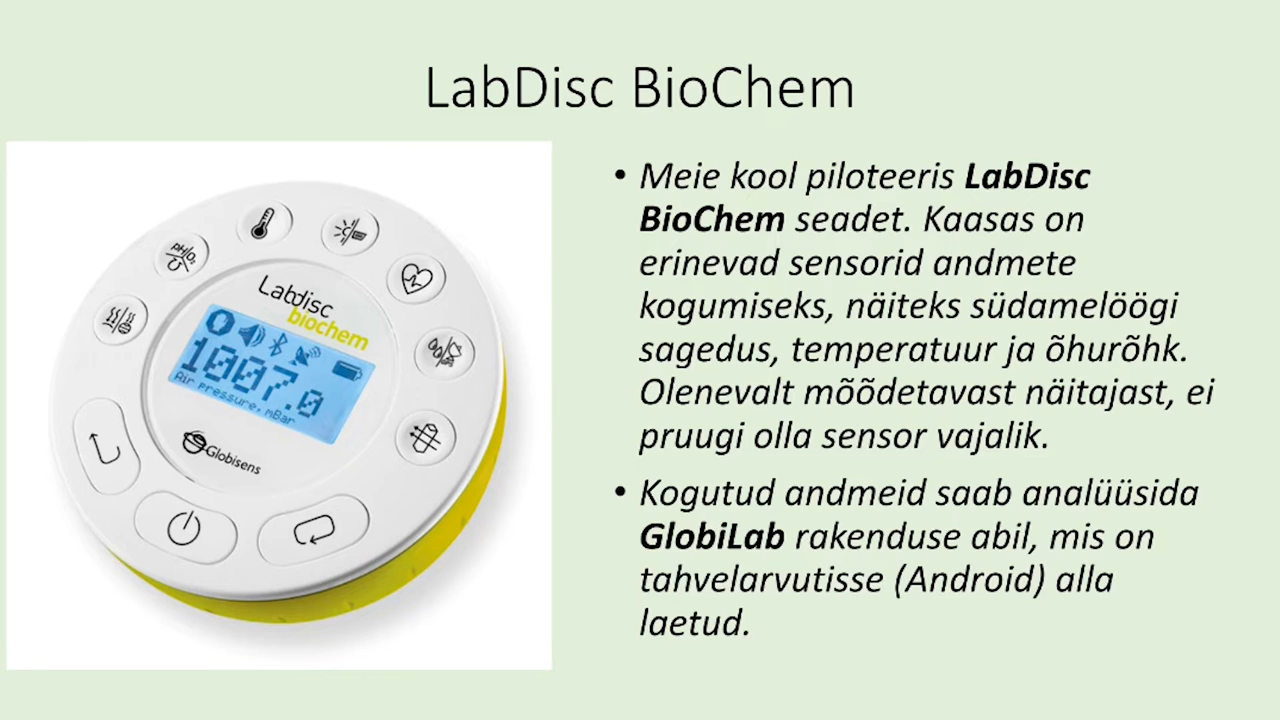 LabDisc BioChem
pH/O₂
Labdisc
biochem
1007.0
Air pressure, mBar
Globisens
• Meie kool piloteeris LabDisc
BioChem seadet. Kaasas on
erinevad sensorid andmete
kogumiseks, näiteks südamelöögi
sagedus, temperatuur ja õhurõhk.
Olenevalt mõõdetavast näitajast, ei
pruugi olla sensor vajalik.
• Kogutud andmeid saab analüüsida
GlobiLab rakenduse abil, mis on
tahvelarvutisse (Android) alla
laetud.